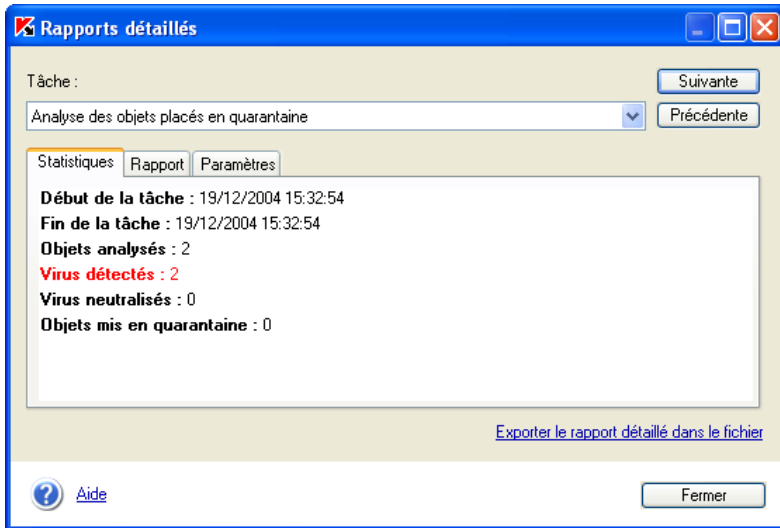 Rapports détaillés
Tâche :
Suivante
Analyse des objets placés en quarantaine
Précédente
Statistiques Rapport Paramètres
Début de la tâche : 19/12/2004 15:32:54
Fin de la tâche : 19/12/2004 15:32:54
Objets analysés : 2
Virus détectés : 2
Virus neutralisés : 0
Objets mis en quarantaine : 0
Exporter le rapport détaillé dans le fichier
Aide
Fermer